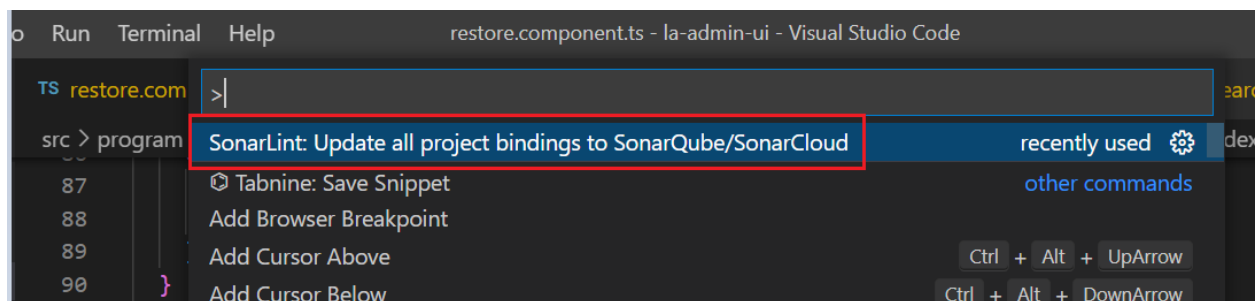 o Run Terminal Help restore.component.ts - la-admin-ui - Visual Studio Code
TS restore.com
>
earc
src > program
dex
SonarLint: Update all project bindings to SonarQube/SonarCloud recently used
87
Tabnine: Save Snippet other commands
88
Add Browser Breakpoint
89
Add Cursor Above Ctrl + Alt + UpArrow
90 }
Add Cursor Below Ctrl + Alt + DownArrow